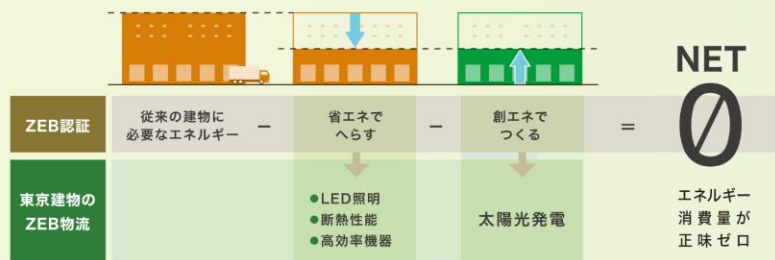 ZEB認証
従来の建物に
必要なエネルギー
−
省エネで
へらす
−
創エネで
つくる
=
NET
0
エネルギー
消費量が
正味ゼロ
東京建物の
ZEB物流
●LED照明
●断熱性能
●高効率機器
太陽光発電